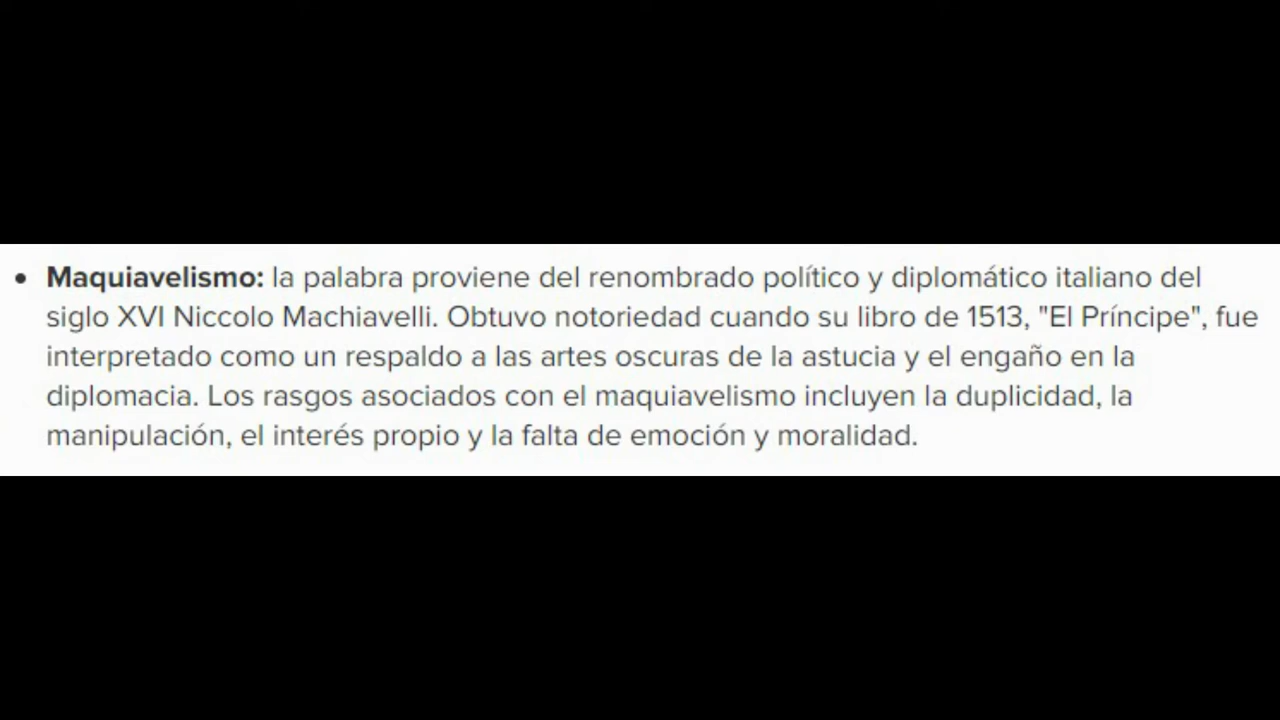 • Maquiavelismo: la palabra proviene del renombrado político y diplomático italiano del
siglo XVI Niccolo Machiavelli. Obtuvo notoriedad cuando su libro de 1513, "El Príncipe", fue
interpretado como un respaldo a las artes oscuras de la astucia y el engaño en la
diplomacia. Los rasgos asociados con el maquiavelismo incluyen la duplicidad, la
manipulación, el interés propio y la falta de emoción y moralidad.